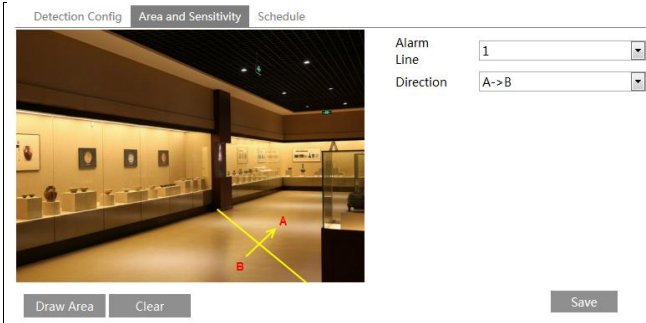 Detection Config Area and Sensitivity Schedule
Alarm Line 1
Direction A->B
A
B
Draw Area Clear Save